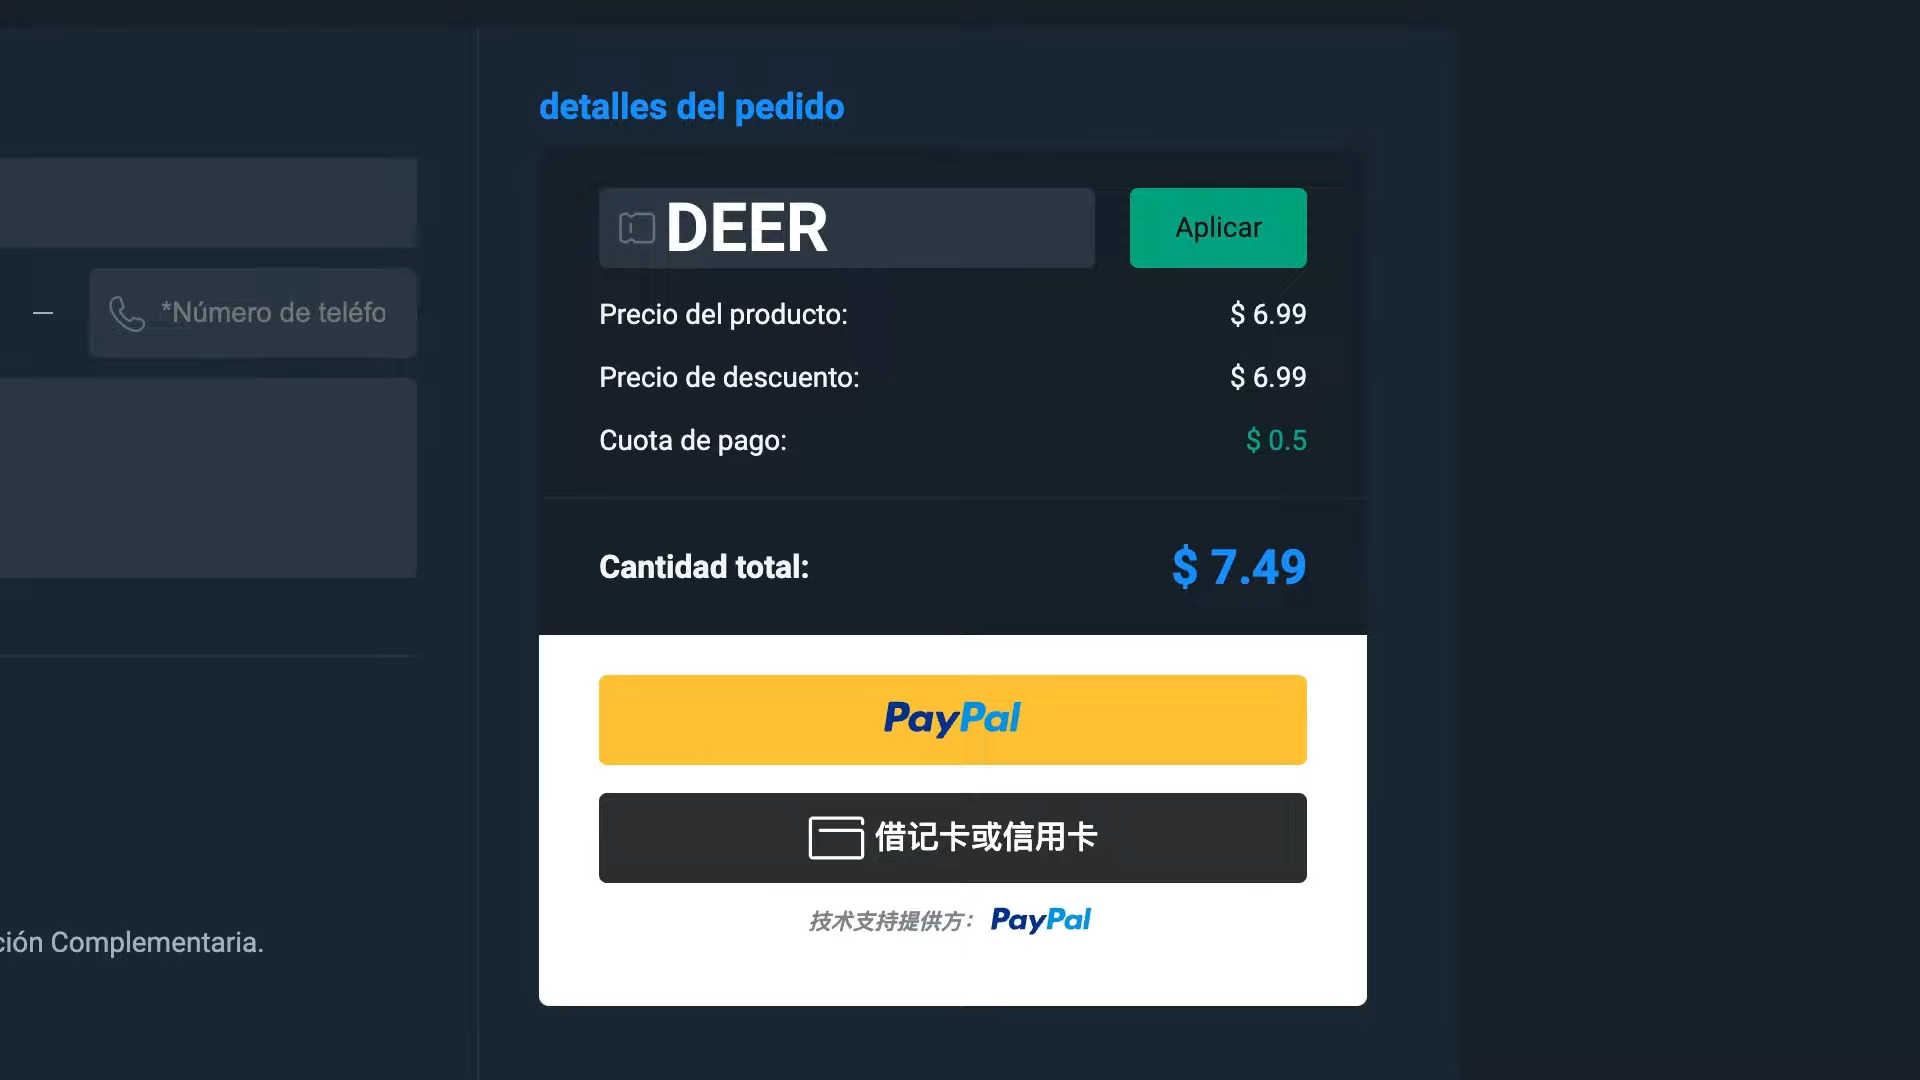 detalles del pedido
DEER
Aplicar
*Número de teléfo
Precio del producto: $ 6.99
Precio de descuento: $ 6.99
Cuota de pago: $ 0.5
Cantidad total: $ 7.49
PayPal
借记卡或信用卡
技术支持提供方： PayPal
ción Complementaria.